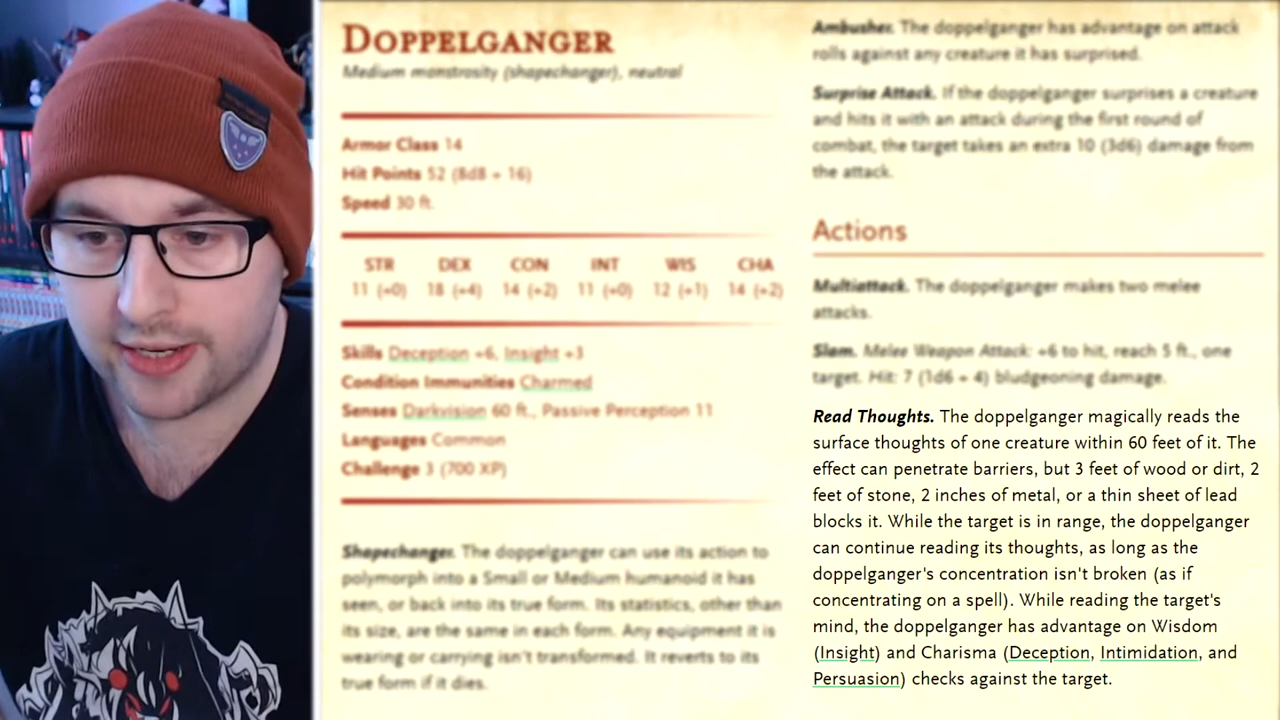 DOPPELGANGER
Medium monstrosity (shapechanger), neutral
Armor Class 14
Hit Points 52 (8d8 + 16)
Speed 30 ft.
STR DEX CON INT WIS CHA
11 (+0) 18 (+4) 14 (+2) 11 (+0) 12 (+1) 14 (+2)
Skills Deception +6, Insight +3
Condition Immunities Charmed
Senses Darkvision 60 ft., Passive Perception 11
Languages Common
Challenge 3 (700 XP)
Shapechanger. The doppelganger can use its action to
polymorph into a Small or Medium humanoid it has
seen, or back into its true form. Its statistics, other than
its size, are the same in each form. Any equipment it is
wearing or carrying isn't transformed. It reverts to its
true form if it dies.
Ambusher. The doppelganger has advantage on attack
rolls against any creature it has surprised.
Surprise Attack. If the doppelganger surprises a creature
and hits it with an attack during the first round of
combat, the target takes an extra 10 (3d6) damage from
the attack.
Actions
Multiattack. The doppelganger makes two melee
attacks.
Slam. Melee Weapon Attack: +6 to hit, reach 5 ft., one
target. Hit: 7 (1d6 + 4) bludgeoning damage.
Read Thoughts. The doppelganger magically reads the
surface thoughts of one creature within 60 feet of it. The
effect can penetrate barriers, but 3 feet of wood or dirt, 2
feet of stone, 2 inches of metal, or a thin sheet of lead
blocks it. While the target is in range, the doppelganger
can continue reading its thoughts, as long as the
doppelganger's concentration isn't broken (as if
concentrating on a spell). While reading the target's
mind, the doppelganger has advantage on Wisdom
(Insight) and Charisma (Deception, Intimidation, and
Persuasion) checks against the target.